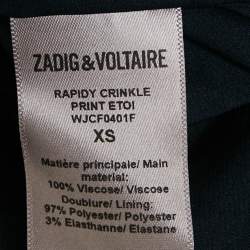 ZADIG&VOLTAIRE
RAPIDY CRINKLE
PRINT ETOI
WJCF0401F
XS
Matière principale/ Main
material:
100% Viscose/ Viscose
Doublure/ Lining:
97% Polyester/ Polyester
3% Elasthanne/ Elastane